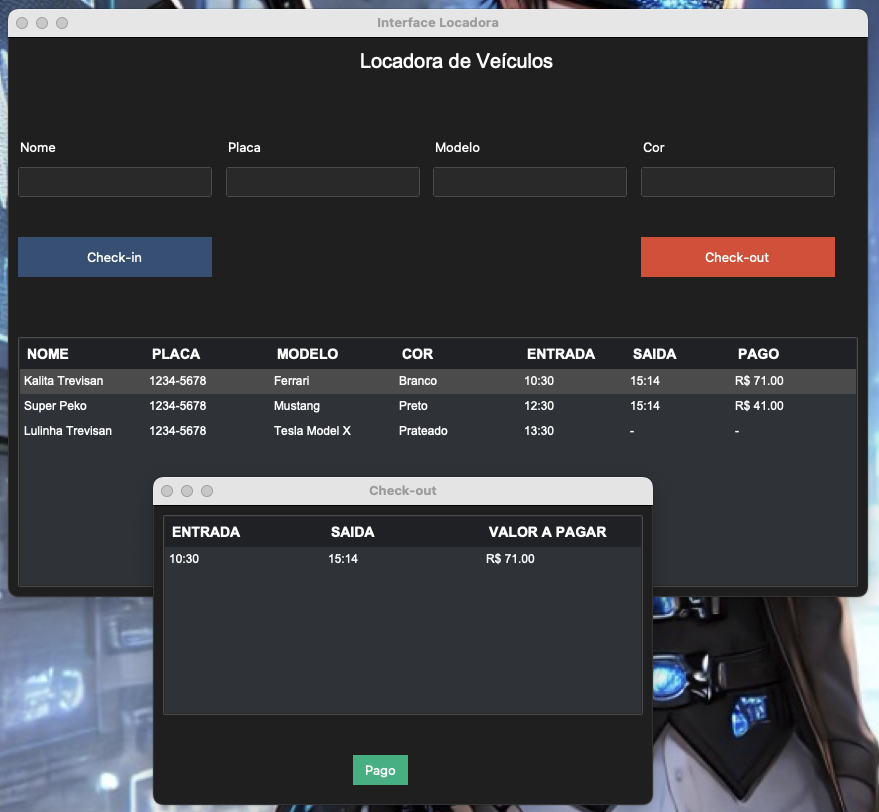 Interface Locadora
Locadora de Veículos
Nome Placa Modelo Cor
Check-in Check-out
NOME PLACA MODELO COR ENTRADA SAIDA PAGO
Kalita Trevisan 1234-5678 Ferrari Branco 10:30 15:14 R$ 71.00
Super Peko 1234-5678 Mustang Preto 12:30 15:14 R$ 41.00
Lulinha Trevisan 1234-5678 Tesla Model X Prateado 13:30 - -
Check-out
ENTRADA SAIDA VALOR A PAGAR
10:30 15:14 R$ 71.00
Pago